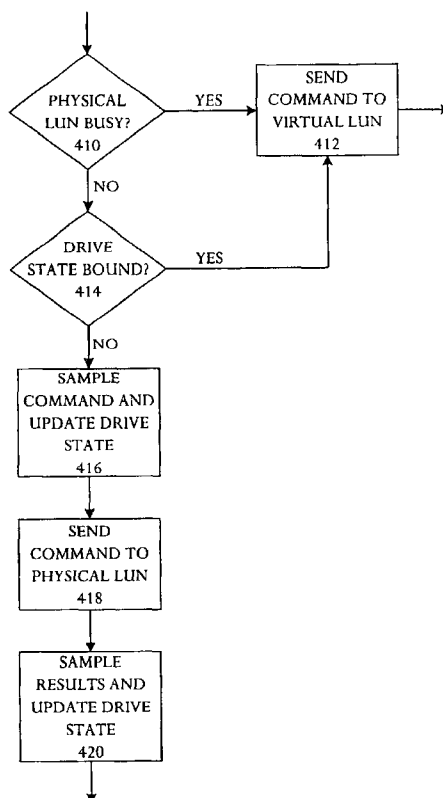 PHYSICAL
LUN BUSY?
410
YES
SEND
COMMAND TO
VIRTUAL LUN
412
NO
DRIVE
STATE BOUND?
414
YES
NO
SAMPLE
COMMAND AND
UPDATE DRIVE
STATE
416
SEND
COMMAND TO
PHYSICAL LUN
418
SAMPLE
RESULTS AND
UPDATE DRIVE
STATE
420